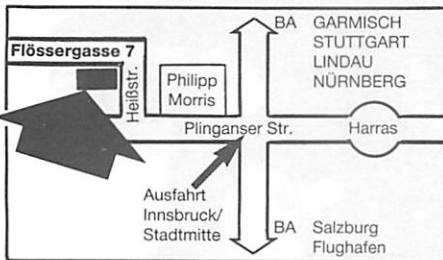 BA GARMISCH
STUTTGART
LINDAU
NÜRNBERG
Flössergasse 7
Heißstr.
Philipp
Morris
Plinganser Str.
Harras
Ausfahrt
Innsbruck/
Stadtmitte
BA Salzburg
Flughafen